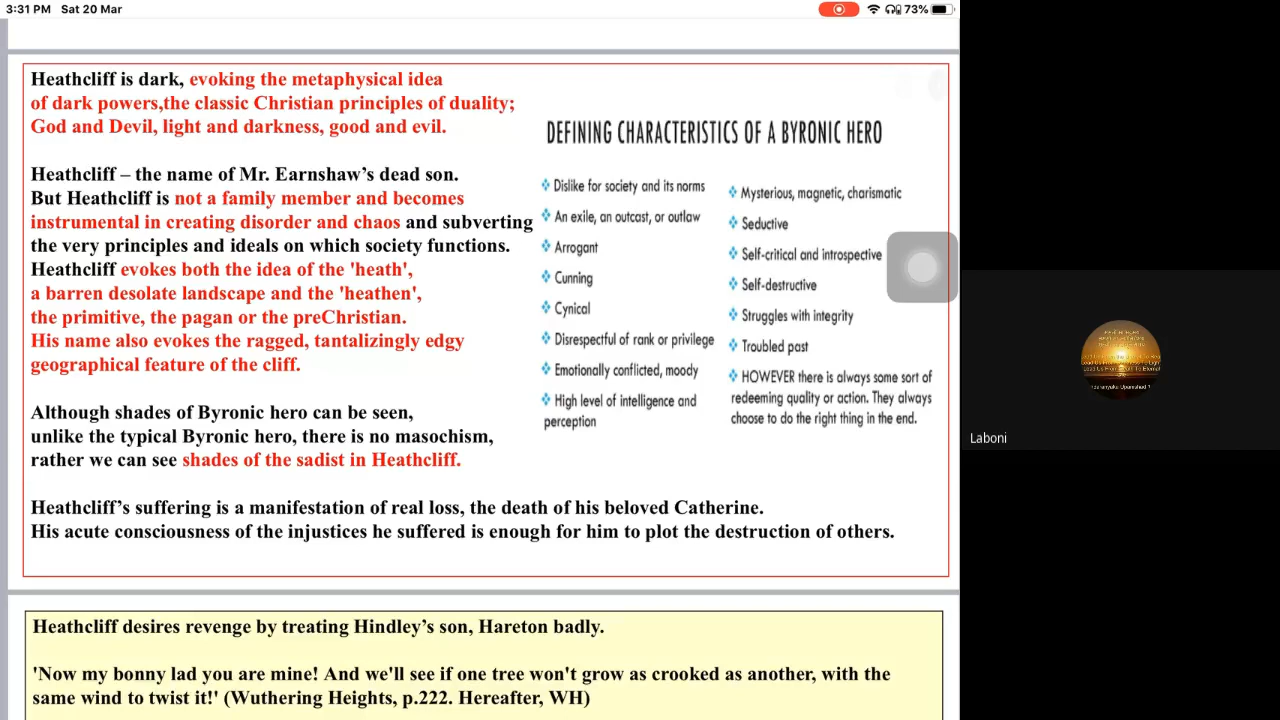 3:31 PM Sat 20 Mar
73%
Heathcliff is dark, evoking the metaphysical idea
of dark powers,the classic Christian principles of duality;
God and Devil, light and darkness, good and evil.
Heathcliff – the name of Mr. Earnshaw's dead son.
But Heathcliff is not a family member and becomes
instrumental in creating disorder and chaos and subverting
the very principles and ideals on which society functions.
Heathcliff evokes both the idea of the 'heath',
a barren desolate landscape and the 'heathen',
the primitive, the pagan or the preChristian.
His name also evokes the ragged, tantalizingly edgy
geographical feature of the cliff.
Although shades of Byronic hero can be seen,
unlike the typical Byronic hero, there is no masochism,
rather we can see shades of the sadist in Heathcliff.
Heathcliff's suffering is a manifestation of real loss, the death of his beloved Catherine.
His acute consciousness of the injustices he suffered is enough for him to plot the destruction of others.
DEFINING CHARACTERISTICS OF A BYRONIC HERO
Dislike for society and its norms
An exile, an outcast, or outlaw
Arrogant
Cunning
Cynical
Disrespectful of rank or privilege
Emotionally conflicted, moody
High level of intelligence and
perception
Mysterious, magnetic, charismatic
Seductive
Self-critical and introspective
Self-destructive
Struggles with integrity
Troubled past
HOWEVER there is always some sort of
redeeming quality or action. They always
choose to do the right thing in the end.
Heathcliff desires revenge by treating Hindley's son, Hareton badly.
'Now my bonny lad you are mine! And we'll see if one tree won't grow as crooked as another, with the
same wind to twist it!' (Wuthering Heights, p.222. Hereafter, WH)
Laboni